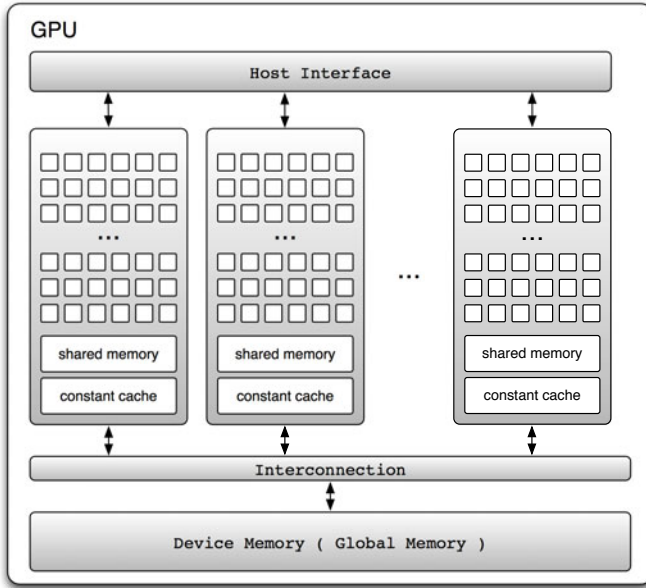 GPU
Host Interface
...
...
...
...
shared memory
shared memory
shared memory
constant cache
constant cache
constant cache
Interconnection
Device Memory ( Global Memory )